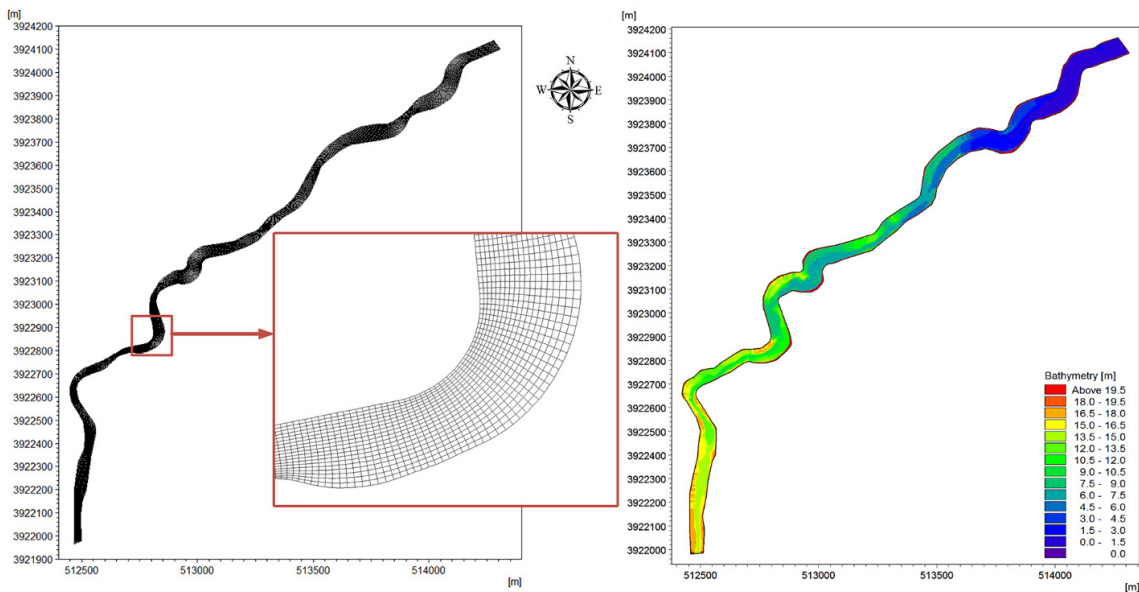 [m]
3924200
3924100
3924000
3923900
3923800
3923700
3923600
3923500
3923400
3923300
3923200
3923100
3923000
3922900
3922800
3922700
3922600
3922500
3922400
3922300
3922200
3922100
3922000
3921900
512500 513000 513500 514000
[m]
N
W E
S
[m]
3924200
3924100
3924000
3923900
3923800
3923700
3923600
3923500
3923400
3923300
3923200
3923100
3923000
3922900
3922800
3922700
3922600
3922500
3922400
3922300
3922200
3922100
3922000
Bathymetry [m]
Above 19.5
18.0 - 19.5
16.5 - 18.0
15.0 - 16.5
13.5 - 15.0
12.0 - 13.5
10.5 - 12.0
9.0 - 10.5
7.5 - 9.0
6.0 - 7.5
4.5 - 6.0
3.0 - 4.5
1.5 - 3.0
0.0 - 1.5
0.0
512500 513000 513500 514000
[m]